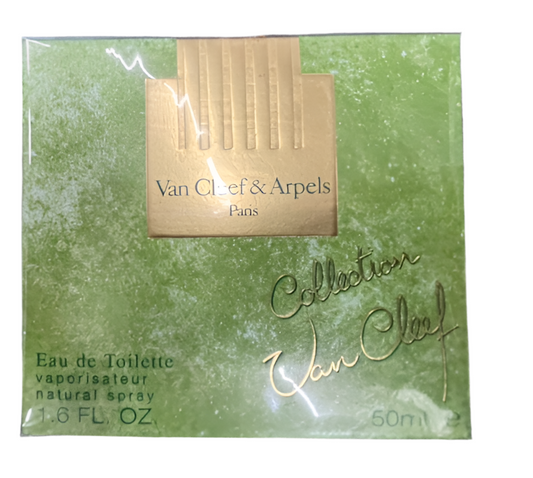 Van Cleef & Arpels
Paris
Collection
Van Cleef
Eau de Toilette
vaporisateur
natural spray
1.6 FL. OZ.
50ml e